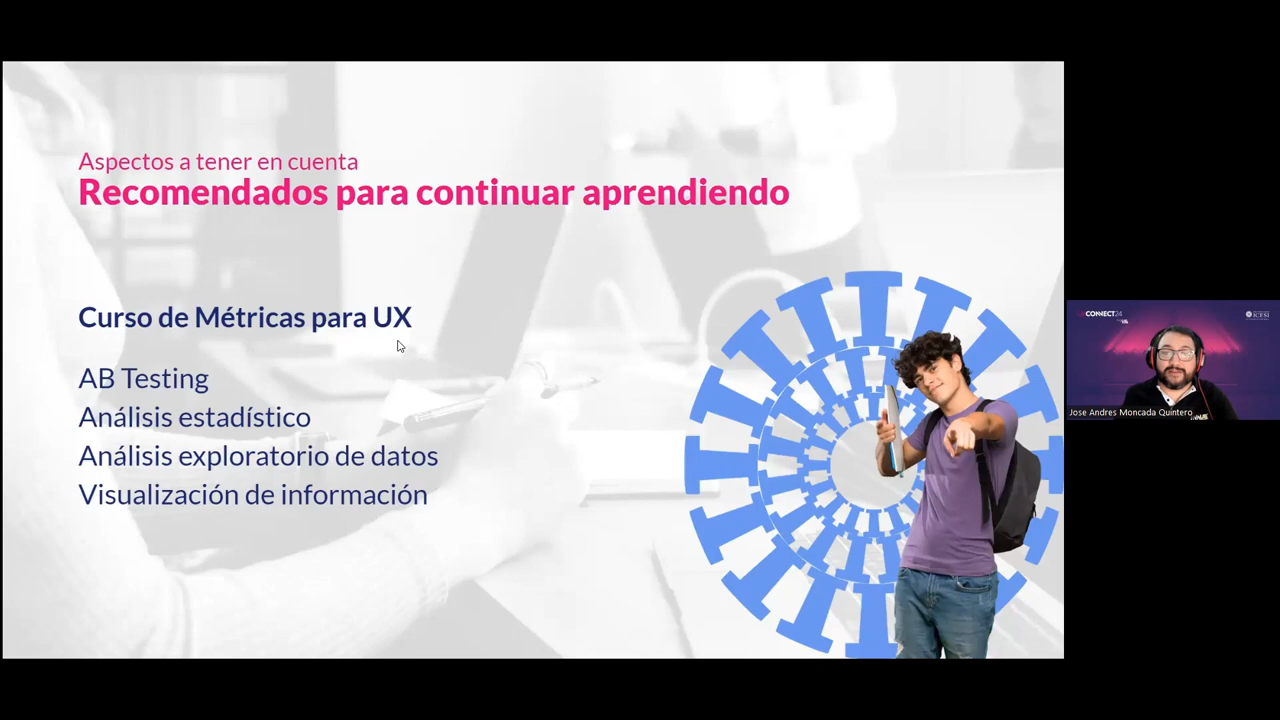 Aspectos a tener en cuenta
Recomendados para continuar aprendiendo
Curso de Métricas para UX
AB Testing
Análisis estadístico
Análisis exploratorio de datos
Visualización de información
CONNECT24
ICESI
Jose Andres Moncada Quintero